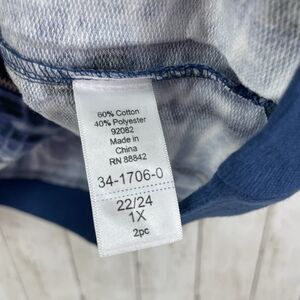 60% Cotton
40% Polyester
92082
Made in
China
RN 88842
34-1706-0
22/24
1X
2pc